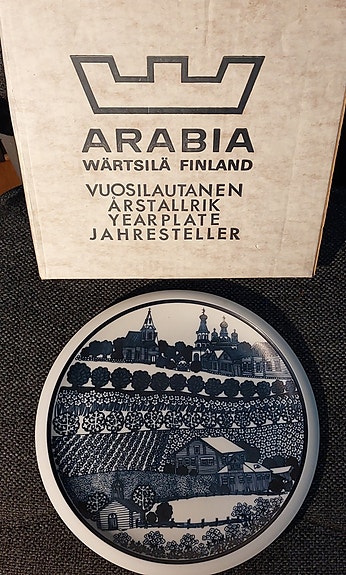 ARABIA
WÄRTSILÄ FINLAND
VUOSILAUTANEN
ÅRSTALLRIK
YEARPLATE
JAHRESTELLER